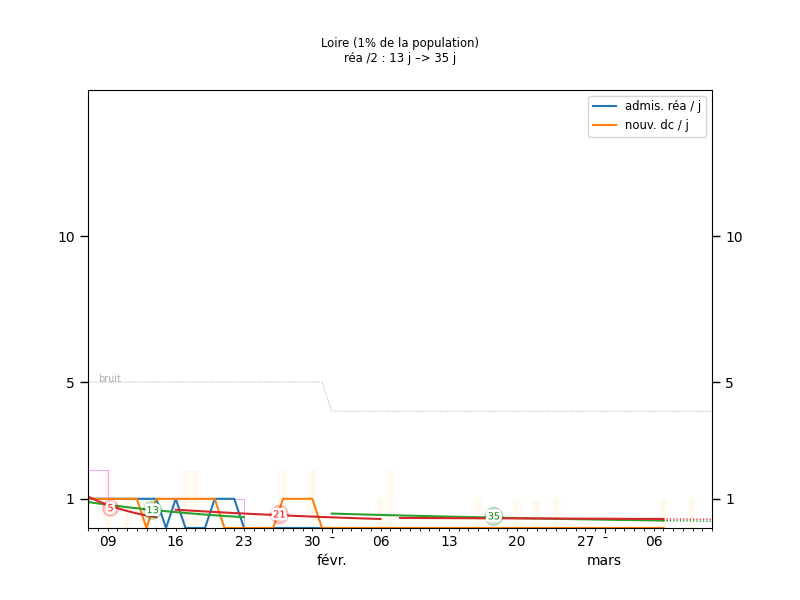 Loire (1% de la population)
réa /2 : 13 j –> 35 j
admis. réa / j
nouv. dc / j
10 10
bruit
5 5
1 1
5 13 21 35
09 16 23 30 - 06 13 20 27 - 06
févr. mars